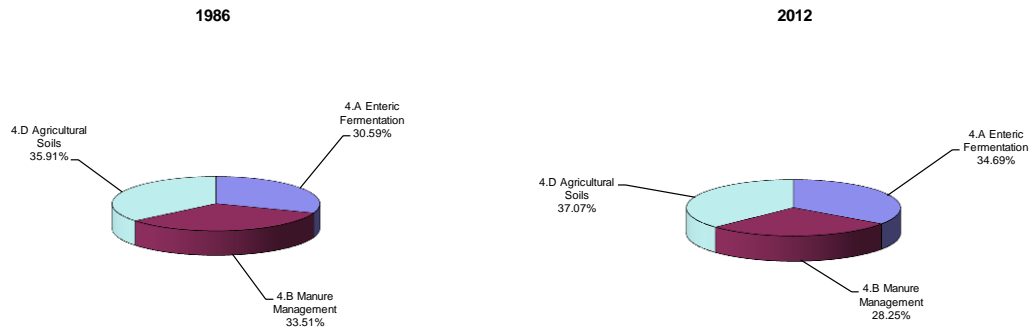 1986
4.D Agricultural
Soils
35.91%
4.A Enteric
Fermentation
30.59%
4.B Manure
Management
33.51%
2012
4.D Agricultural
Soils
37.07%
4.A Enteric
Fermentation
34.69%
4.B Manure
Management
28.25%